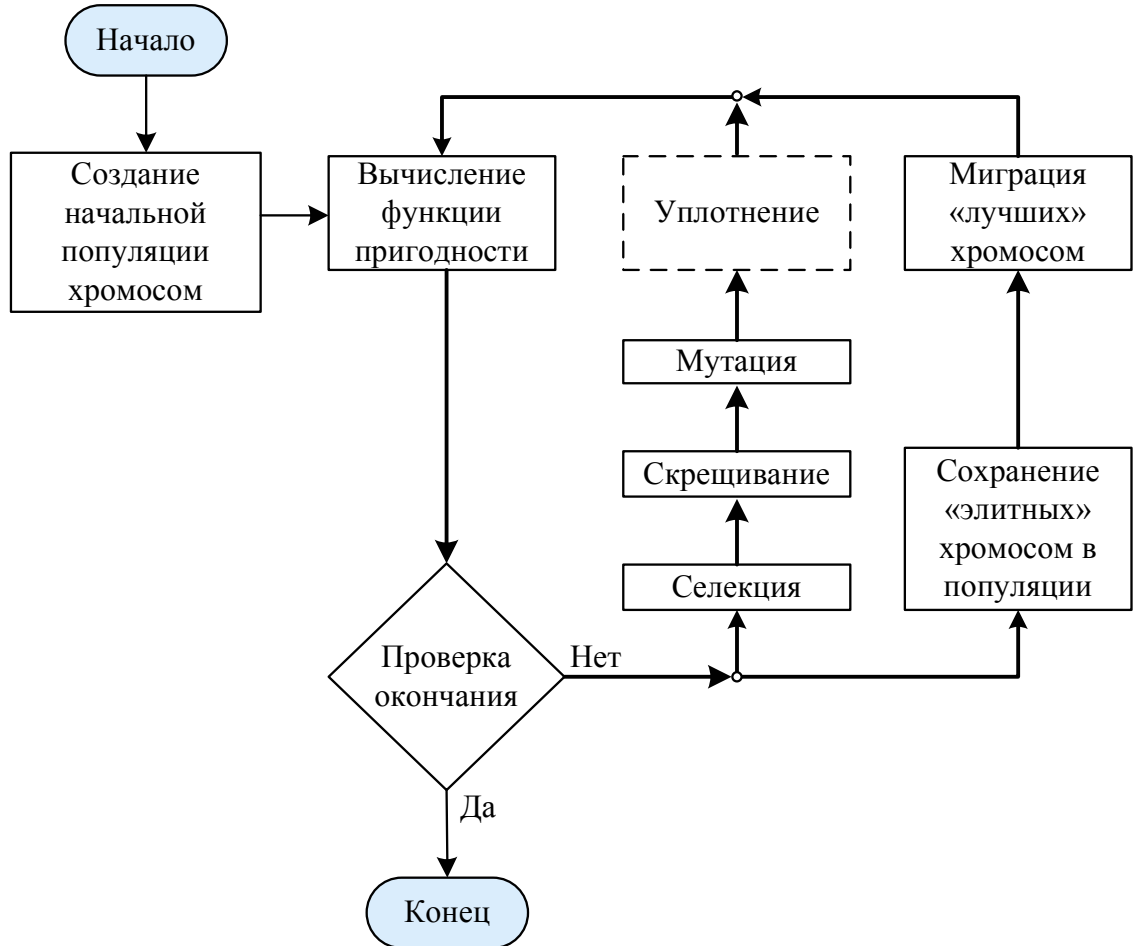 Начало
Создание
начальной
популяции
хромосом
Вычисление
функции
пригодности
Уплотнение
Миграция
«лучших»
хромосом
Мутация
Скрещивание
Селекция
Сохранение
«элитных»
хромосом в
популяции
Проверка
окончания
Нет
Да
Конец